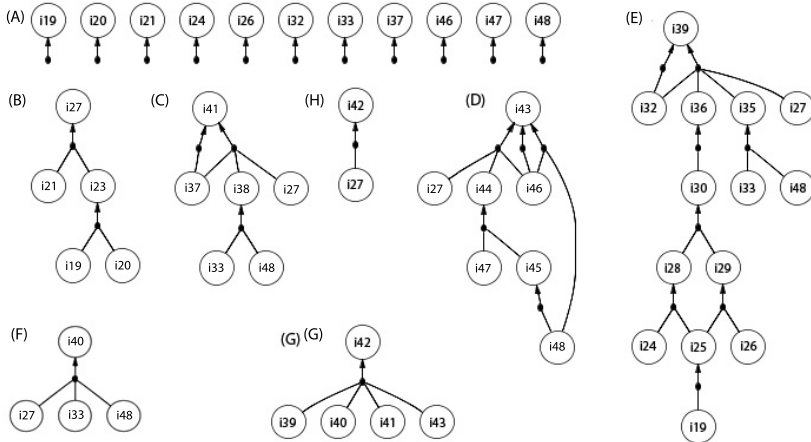 (A) i19 i20 i21 i24 i26 i32 i33 i37 i46 i47 i48
(B) i27
i21 i23
i19 i20
(C) i41
i37 i38 i27
i33 i48
(H) i42
i27
(D) i43
i27 i44 i46
i47 i45
i48
(E) i39
i32 i36 i35 i27
i30 i33 i48
i28 i29
i24 i25 i26
i19
(F) i40
i27 i33 i48
(G) (G) i42
i39 i40 i41 i43